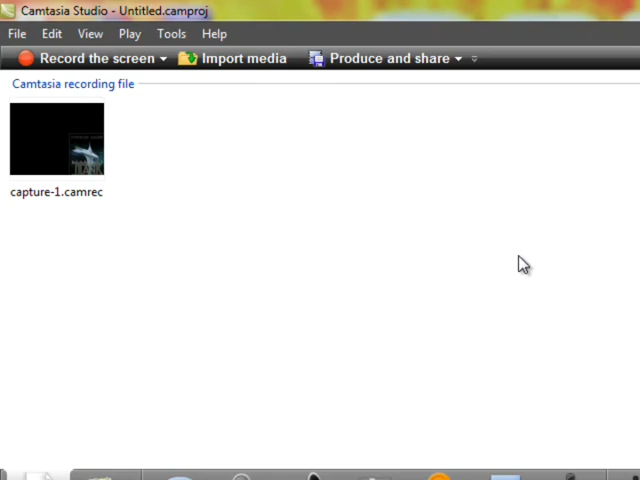 Camtasia Studio - Untitled.camproj
File Edit View Play Tools Help
Record the screen Import media Produce and share
Camtasia recording file
capture-1.camrec